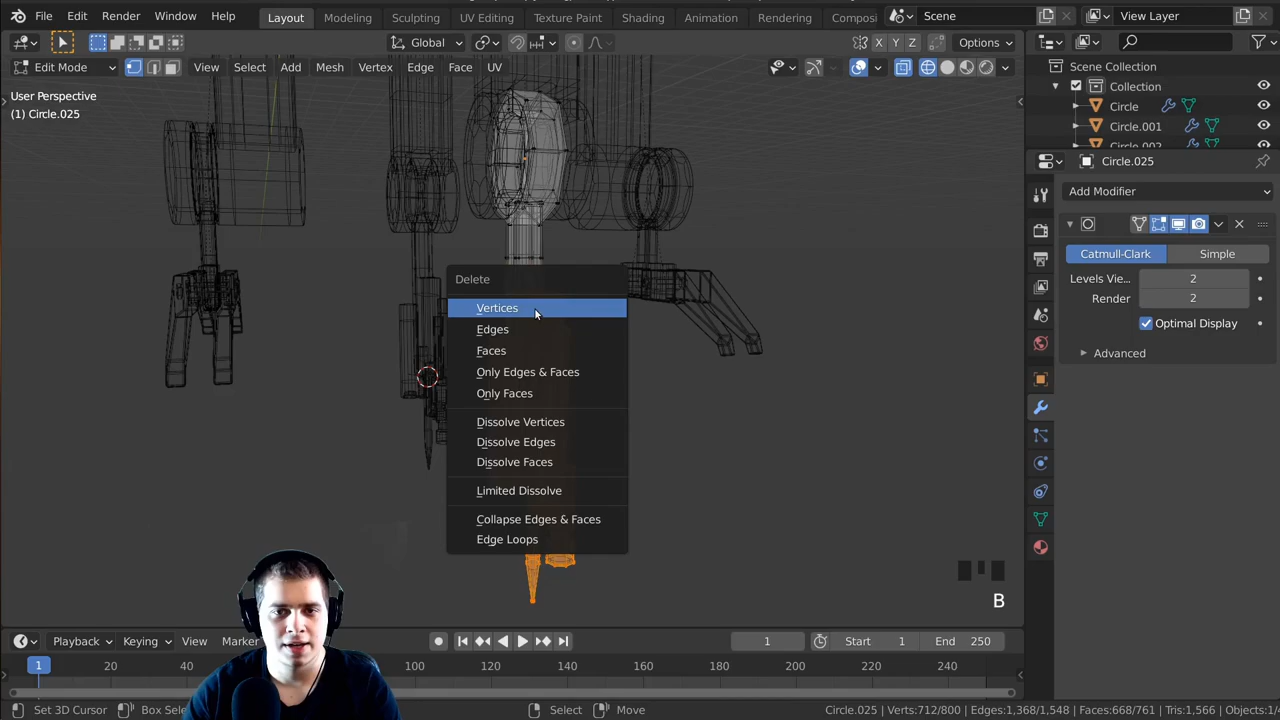 File Edit Render Window Help Layout Modeling Sculpting UV Editing Texture Paint Shading Animation Rendering Composi Scene View Layer
Global X Y Z Options
Edit Mode View Select Add Mesh Vertex Edge Face UV
User Perspective
(1) Circle.025
Scene Collection
Collection
Circle
Circle.001
Circle.002
Circle.025
Add Modifier
Catmull-Clark Simple
Levels Vie... 2
Render 2
Optimal Display
Advanced
Delete
Vertices
Edges
Faces
Only Edges & Faces
Only Faces
Dissolve Vertices
Dissolve Edges
Dissolve Faces
Limited Dissolve
Collapse Edges & Faces
Edge Loops
B
Playback Keying View Marker 1 Start 1 End 250
1 20 40 100 120 140 160 180 200 220 240
Set 3D Cursor Box Sele Select Move Circle.025 | Verts:712/800 | Edges:1,368/1,548 | Faces:668/761 | Tris:1,566 | Objects:1/